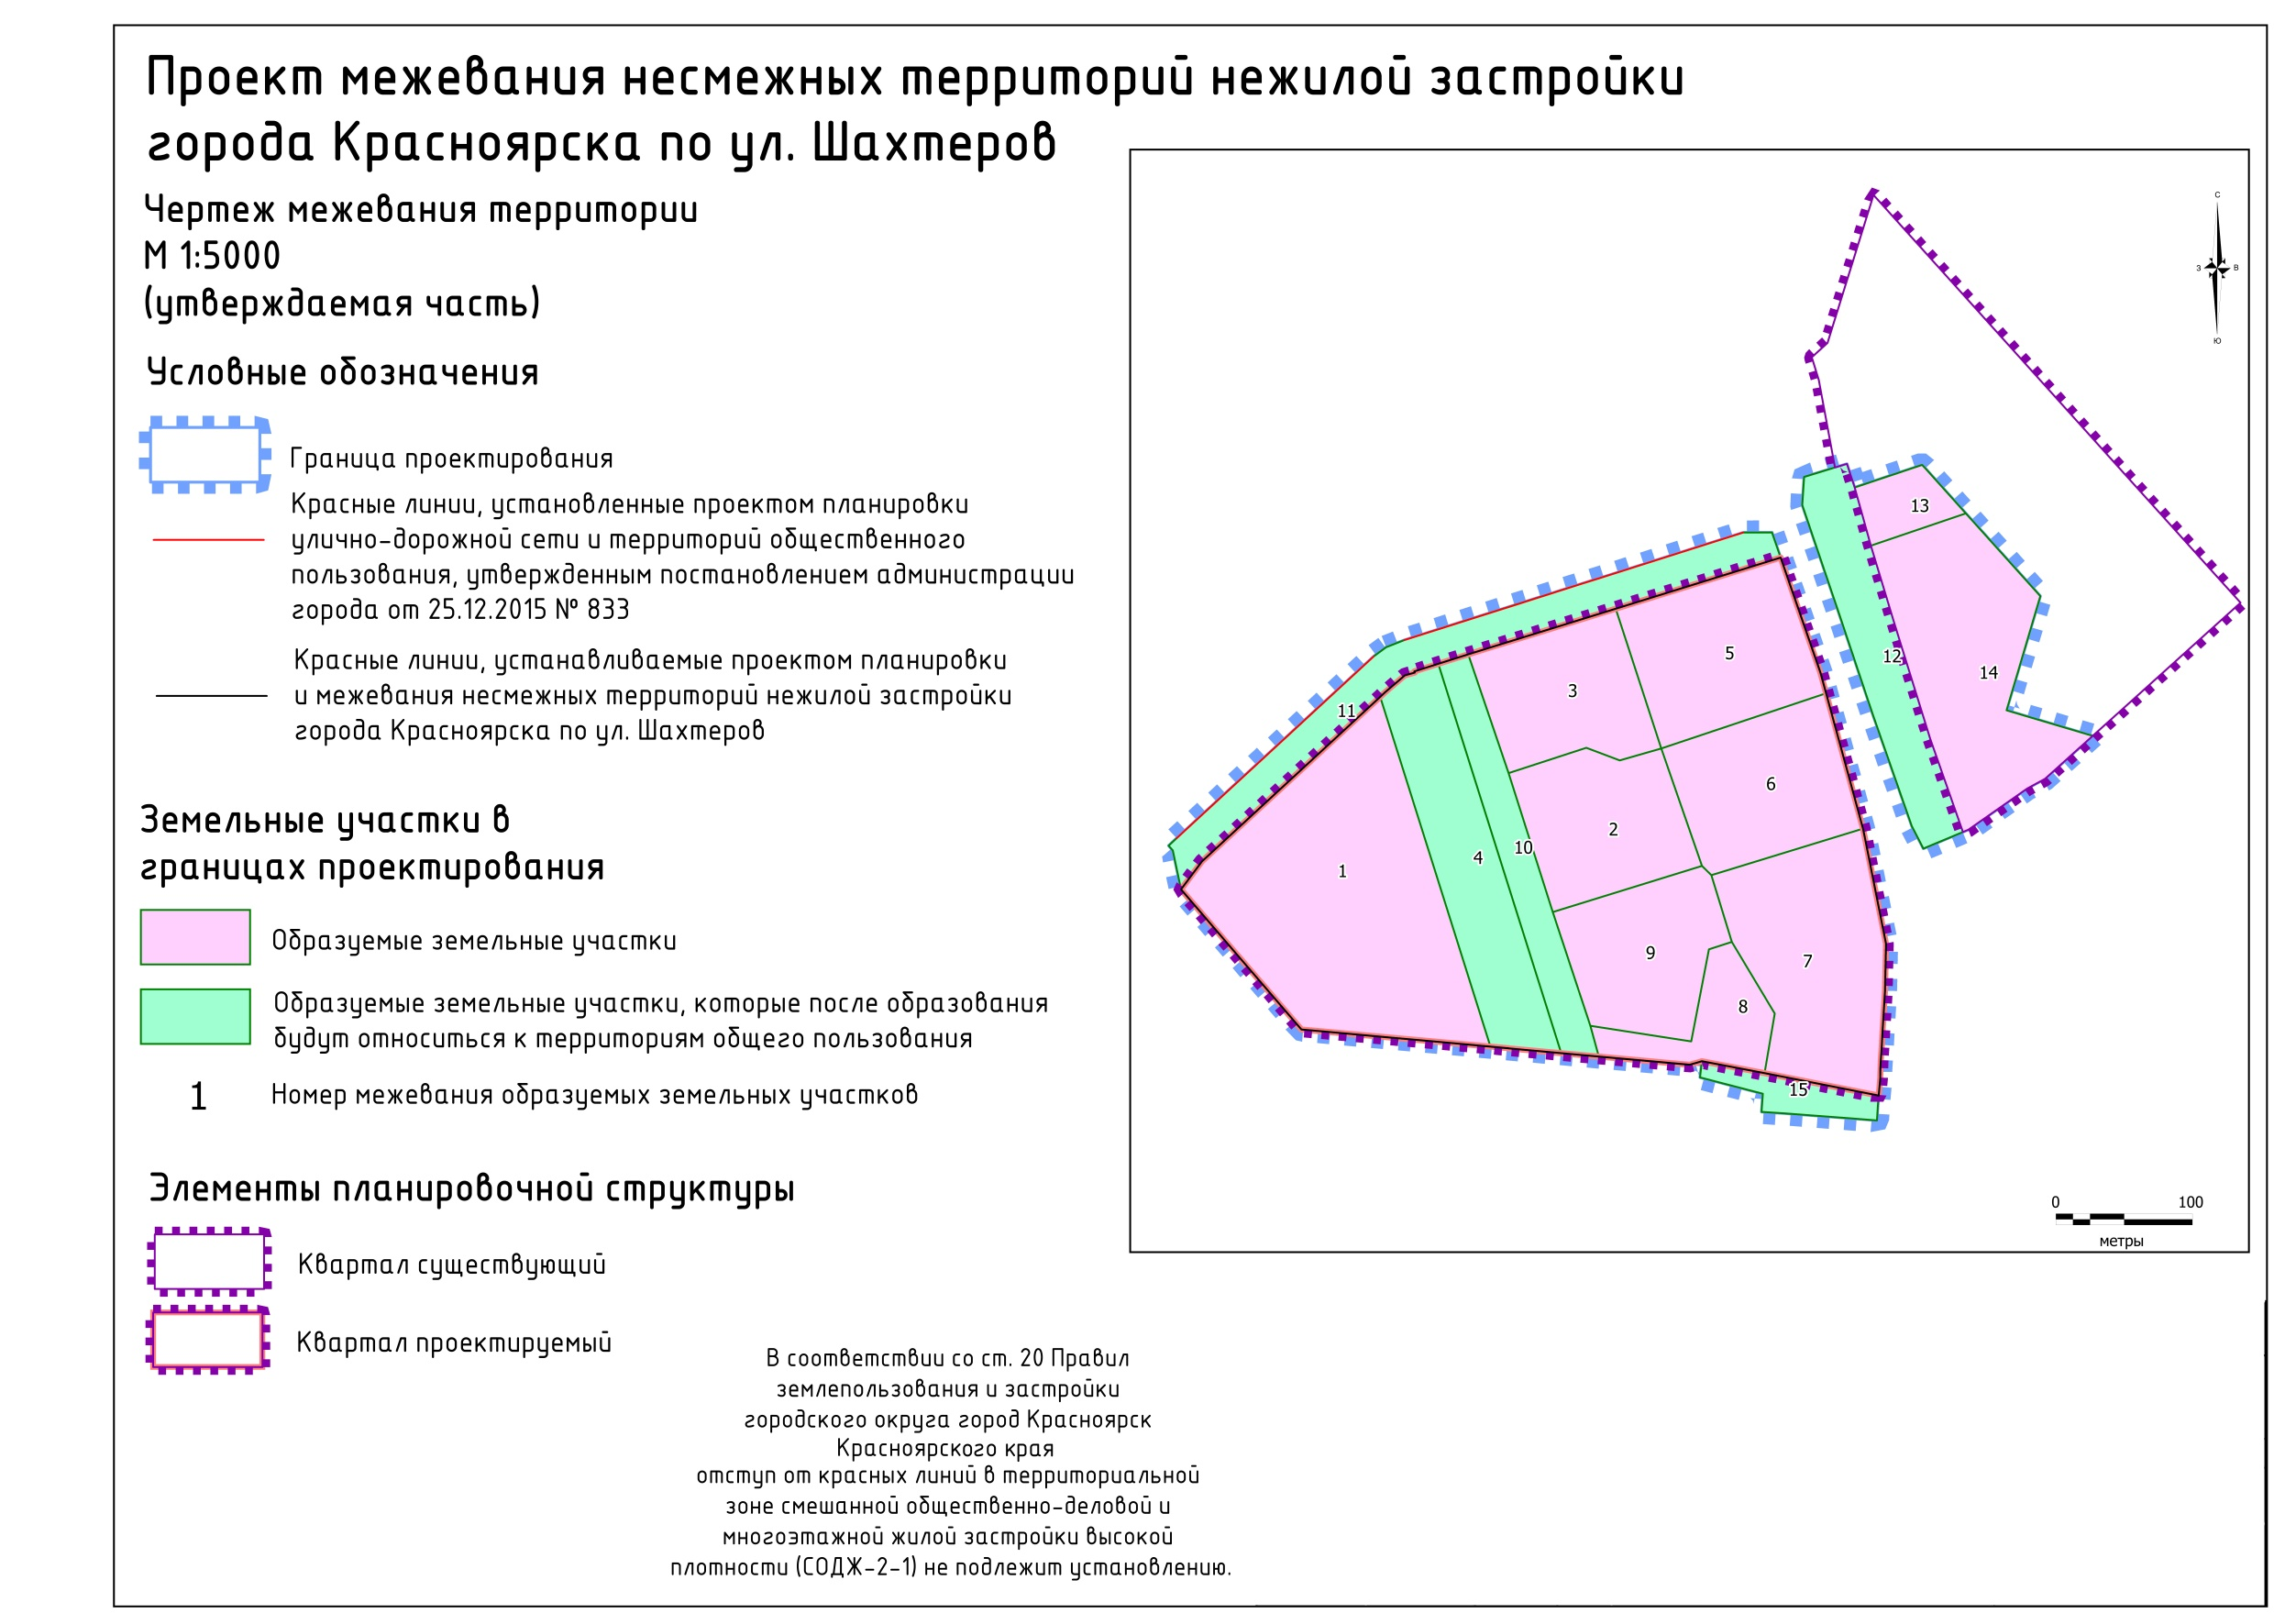 Проект межевания несмежных территорий нежилой застройки
города Красноярска по ул. Шахтеров
Чертеж межевания территории
М 1:5000
(утверждаемая часть)
Условные обозначения
Граница проектирования
Красные линии, установленные проектом планировки
улично-дорожной сети и территорий общественного
пользования, утвержденным постановлением администрации
города от 25.12.2015 № 833
Красные линии, устанавливаемые проектом планировки
и межевания несмежных территорий нежилой застройки
города Красноярска по ул. Шахтеров
Земельные участки в
границах проектирования
Образуемые земельные участки
Образуемые земельные участки, которые после образования
будут относиться к территориям общего пользования
1
Номер межевания образуемых земельных участков
Элементы планировочной структуры
Квартал существующий
Квартал проектируемый
В соответствии со ст. 20 Правил
землепользования и застройки
городского округа город Красноярск
Красноярского края
отступ от красных линий в территориальной
зоне смешанной общественно-деловой и
многоэтажной жилой застройки высокой
плотности (СОДЖ-2-1) не подлежит установлению.
С
З
В
Ю
13
5
12
14
3
11
6
2
10
4
1
9
7
8
15
0
100
метры